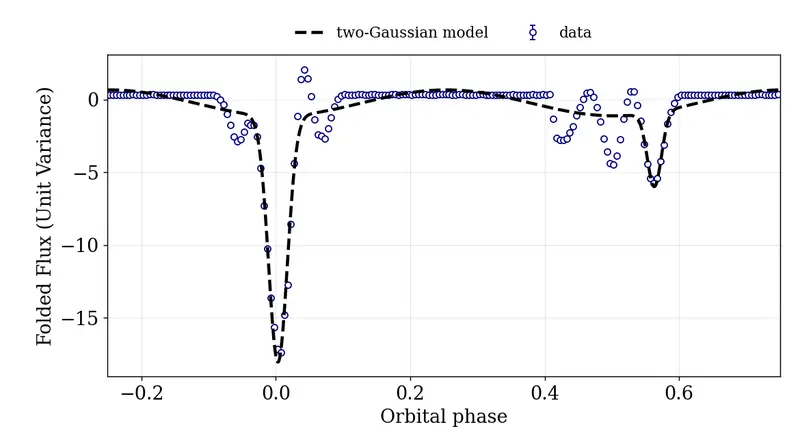 two-Gaussian model
data
Folded Flux (Unit Variance)
0
−5
−10
−15
−0.2
0.0
0.2
0.4
0.6
Orbital phase